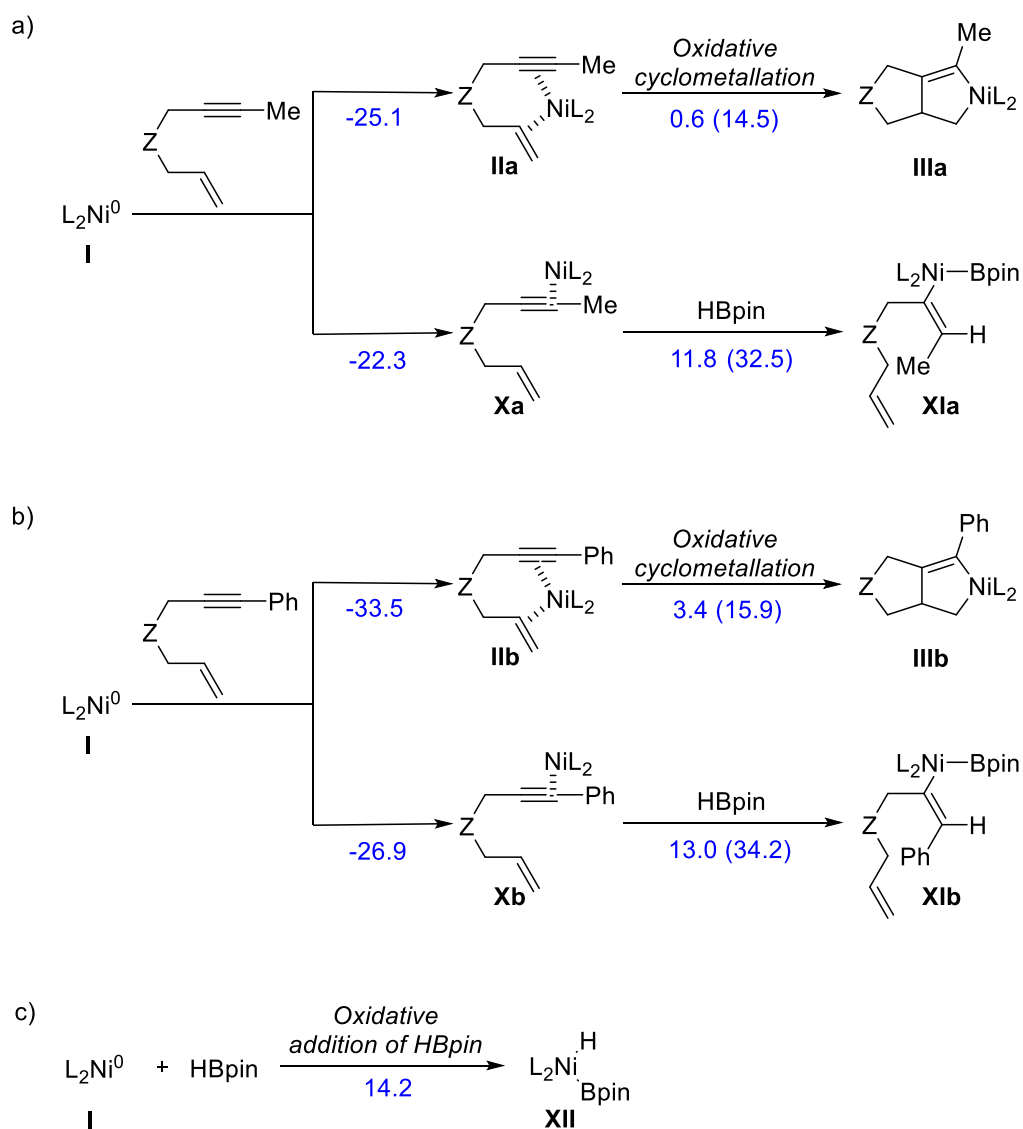 a)
Me
Z
L₂Ni⁰
I
-25.1
Z
Me
NiL₂
IIa
Oxidative
cyclometallation
0.6 (14.5)
Me
Z
NiL₂
IIIa
-22.3
NiL₂
Me
Z
Xa
HBpin
11.8 (32.5)
L₂Ni
Bpin
Z
H
Me
XIa
b)
Ph
Z
L₂Ni⁰
I
-33.5
Z
Ph
NiL₂
IIb
Oxidative
cyclometallation
3.4 (15.9)
Ph
Z
NiL₂
IIIb
-26.9
NiL₂
Ph
Z
Xb
HBpin
13.0 (34.2)
L₂Ni
Bpin
Z
H
Ph
XIb
c)
L₂Ni⁰ + HBpin
I
Oxidative
addition of HBpin
14.2
H
L₂Ni
Bpin
XII